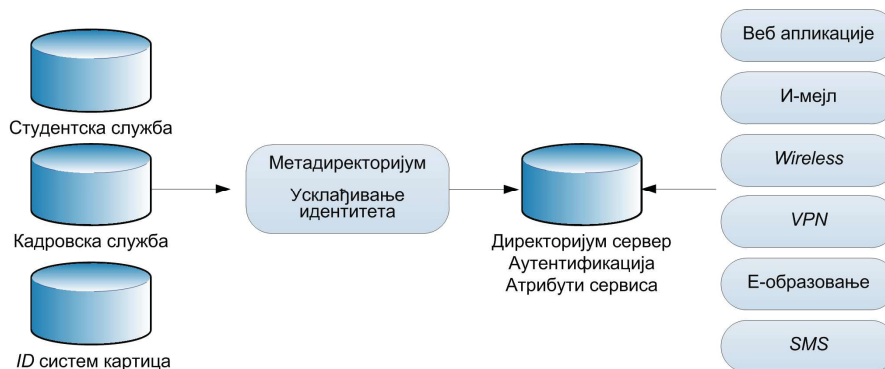 Студентска служба
Кадровска служба
ID систем картица
Метадиректоријум
Усклађивање
идентитета
Директоријум сервер
Аутентификација
Атрибути сервиса
Веб апликације
И-мејл
Wireless
VPN
Е-образовање
SMS